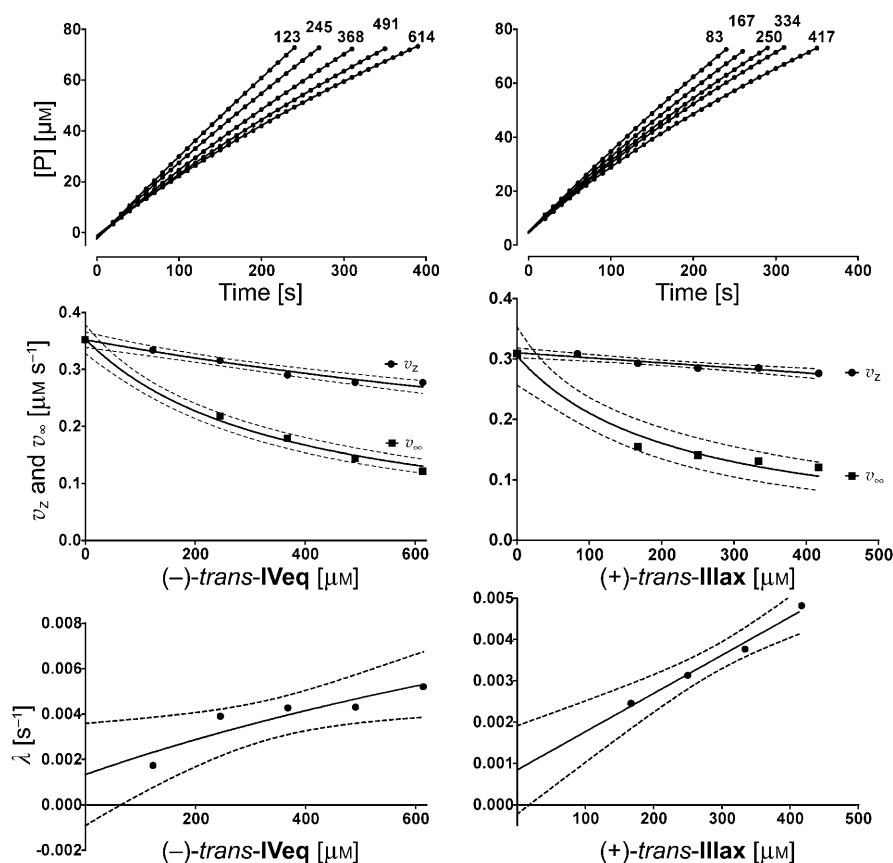 123 245 368 491 614
80
60
40
20
0
[P] [μM]
0 100 200 300 400
Time [s]
83 167 250 334 417
80
60
40
20
0
0 100 200 300 400
Time [s]
0.4
0.3
0.2
0.1
0.0
v_z and v_∞ [μM s⁻¹]
v_z
v_∞
0 200 400 600
(–)-trans-IVeq [μM]
0.4
0.3
0.2
0.1
0.0
v_z
v_∞
0 100 200 300 400 500
(+)-trans-IIIax [μM]
0.008
0.006
0.004
0.002
0.000
-0.002
λ [s⁻¹]
200 400 600
(–)-trans-IVeq [μM]
0.005
0.004
0.003
0.002
0.001
0.000
100 200 300 400 500
(+)-trans-IIIax [μM]